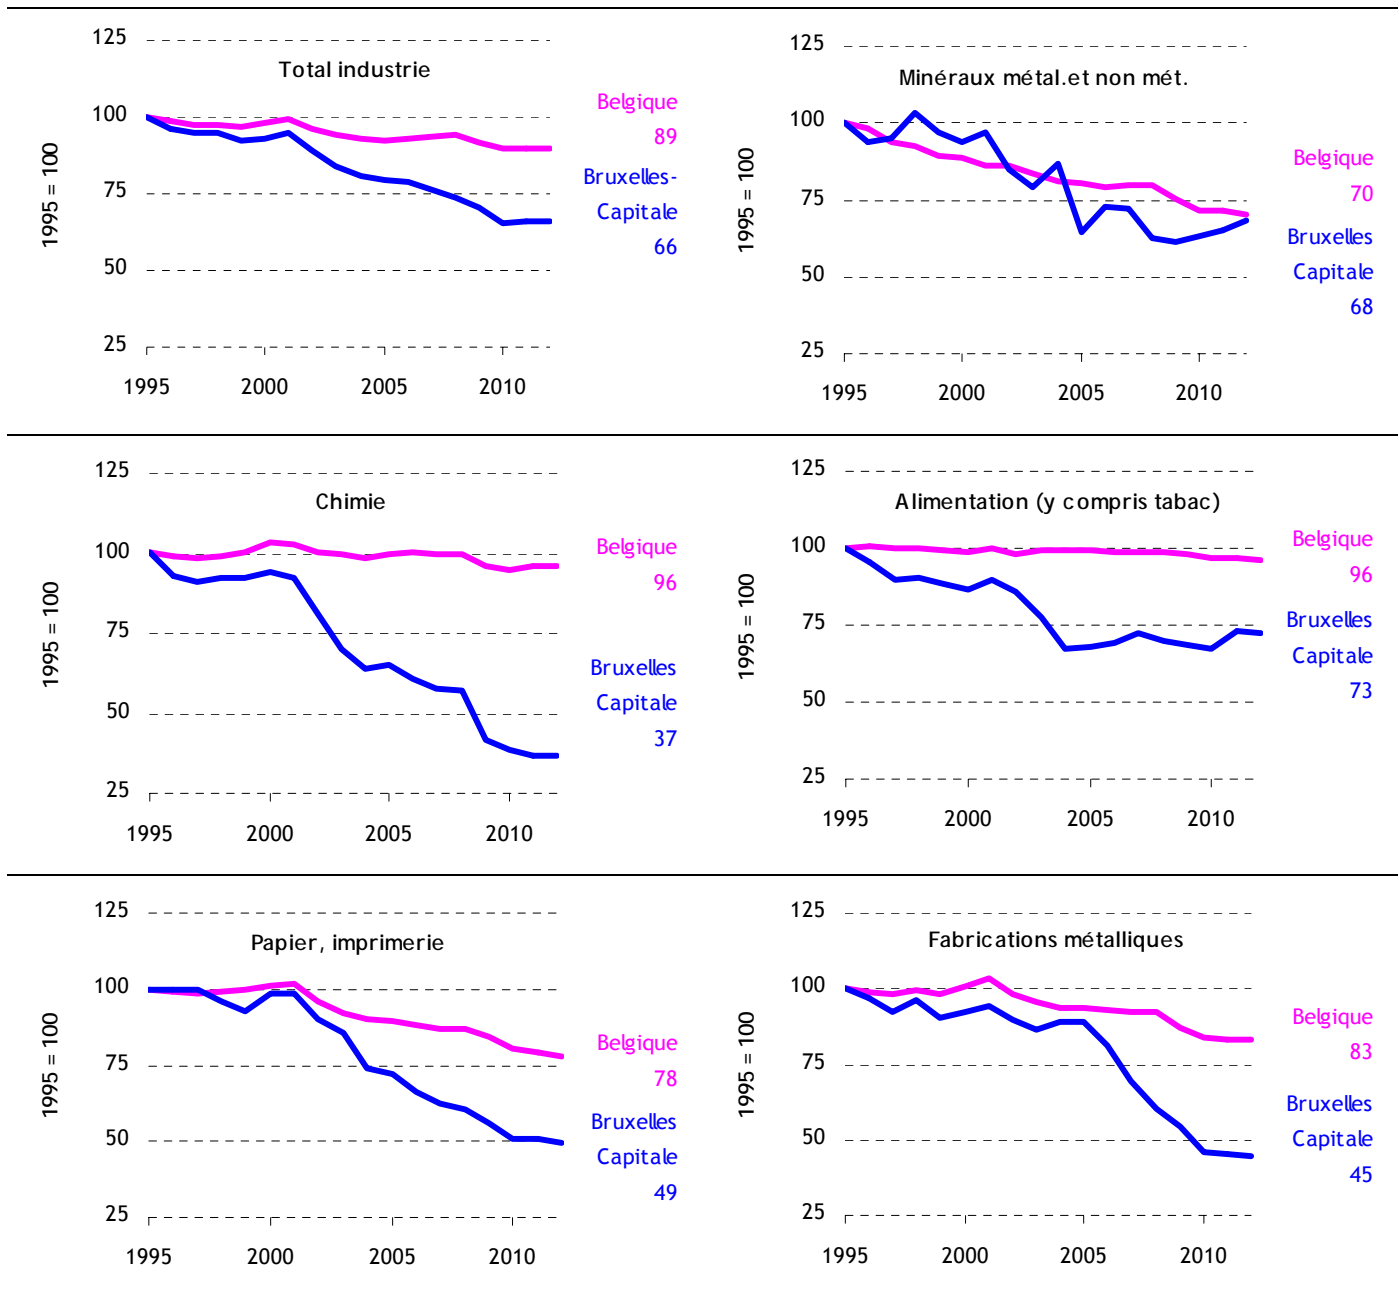 Total industrie
125
100
75
50
25
1995 = 100
1995 2000 2005 2010
Belgique
89
Bruxelles-
Capitale
66
Minéraux métal.et non mét.
125
100
75
50
25
1995 = 100
1995 2000 2005 2010
Belgique
70
Bruxelles
Capitale
68
Chimie
125
100
75
50
25
1995 = 100
1995 2000 2005 2010
Belgique
96
Bruxelles
Capitale
37
Alimentation (y compris tabac)
125
100
75
50
25
1995 = 100
1995 2000 2005 2010
Belgique
96
Bruxelles
Capitale
73
Papier, imprimerie
125
100
75
50
25
1995 = 100
1995 2000 2005 2010
Belgique
78
Bruxelles
Capitale
49
Fabrications métalliques
125
100
75
50
25
1995 = 100
1995 2000 2005 2010
Belgique
83
Bruxelles
Capitale
45